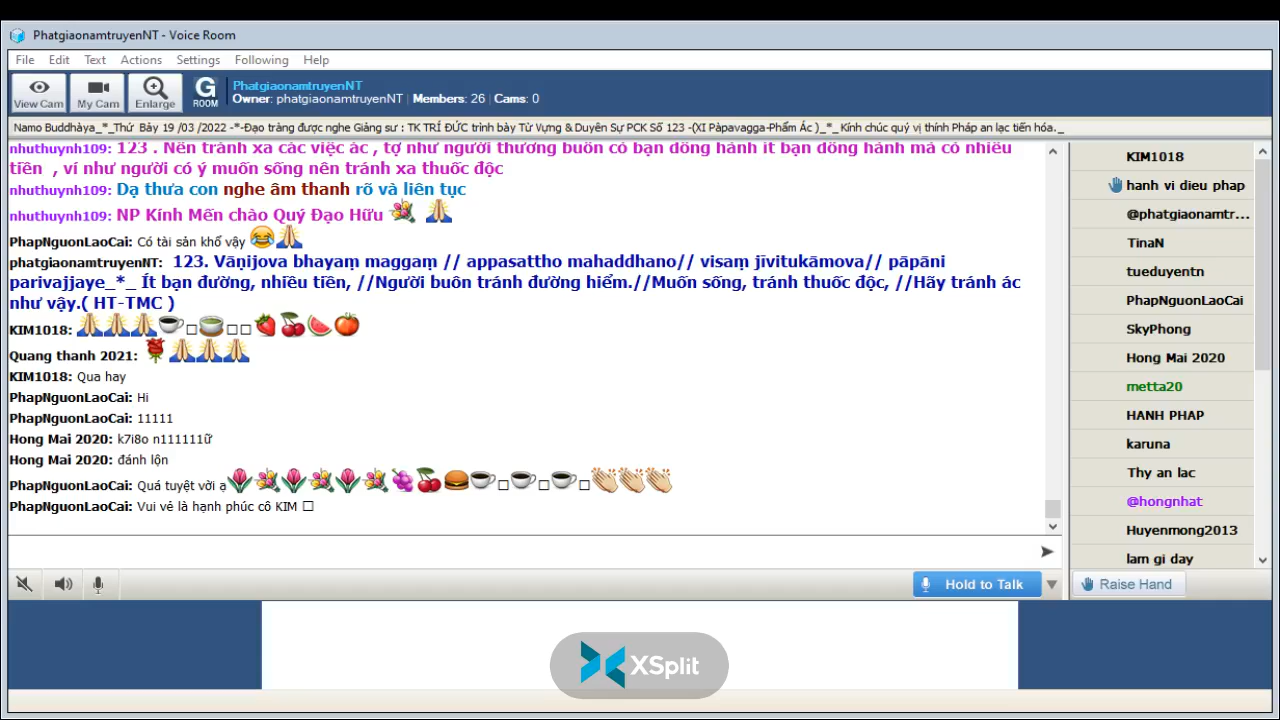 PhatgiaonamtruyenNT - Voice Room
File Edit Text Actions Settings Following Help
View Cam My Cam Enlarge G ROOM
PhatgiaonamtruyenNT
Owner: phatgiaonamtruyenNT | Members: 26 | Cams: 0
Namo Buddhàya_*_Thứ Bảy 19 /03 /2022 -*-Đạo tràng được nghe Giảng sư : TK TRÍ ĐỨC trình bày Từ Vựng & Duyên Sự PCK Số 123 -(XI Pàpavagga-Phẩm Ác )_*_ Kính chúc quý vị thính Pháp an lạc tiến hóa._
nhuthuynh109: 123 . Nên tránh xa các việc ác , tợ như người thương buôn có bạn đồng hành ít bạn đồng hành mà có nhiều
tiền , ví như người có ý muốn sống nên tránh xa thuốc độc
nhuthuynh109: Dạ thưa con nghe âm thanh rõ và liên tục
nhuthuynh109: NP Kính Mến chào Quý Đạo Hữu
PhapNguonLaoCai: Có tài sản khổ vậy
phatgiaonamtruyenNT: 123. Vāṇijova bhayaṃ maggaṃ // appasattho mahaddhano// visaṃ jīvitukāmova// pāpāni
parivajjaye_*_ Ít bạn đường, nhiều tiền, //Người buôn tránh đường hiểm.//Muốn sống, tránh thuốc độc, //Hãy tránh ác
như vậy.( HT-TMC )
KIM1018:
Quang thanh 2021:
KIM1018: Qua hay
PhapNguonLaoCai: Hi
PhapNguonLaoCai: 11111
Hong Mai 2020: k7i8o n111111ữ
Hong Mai 2020: đánh lộn
PhapNguonLaoCai: Quá tuyệt vời ạ
PhapNguonLaoCai: Vui vẻ là hạnh phúc cô KIM
KIM1018
hanh vi dieu phap
@phatgiaonamtr...
TinaN
tueduyentn
PhapNguonLaoCai
SkyPhong
Hong Mai 2020
metta20
HANH PHAP
karuna
Thy an lac
@hongnhat
Huyenmong2013
lam gi day
Hold to Talk
Raise Hand
XSplit